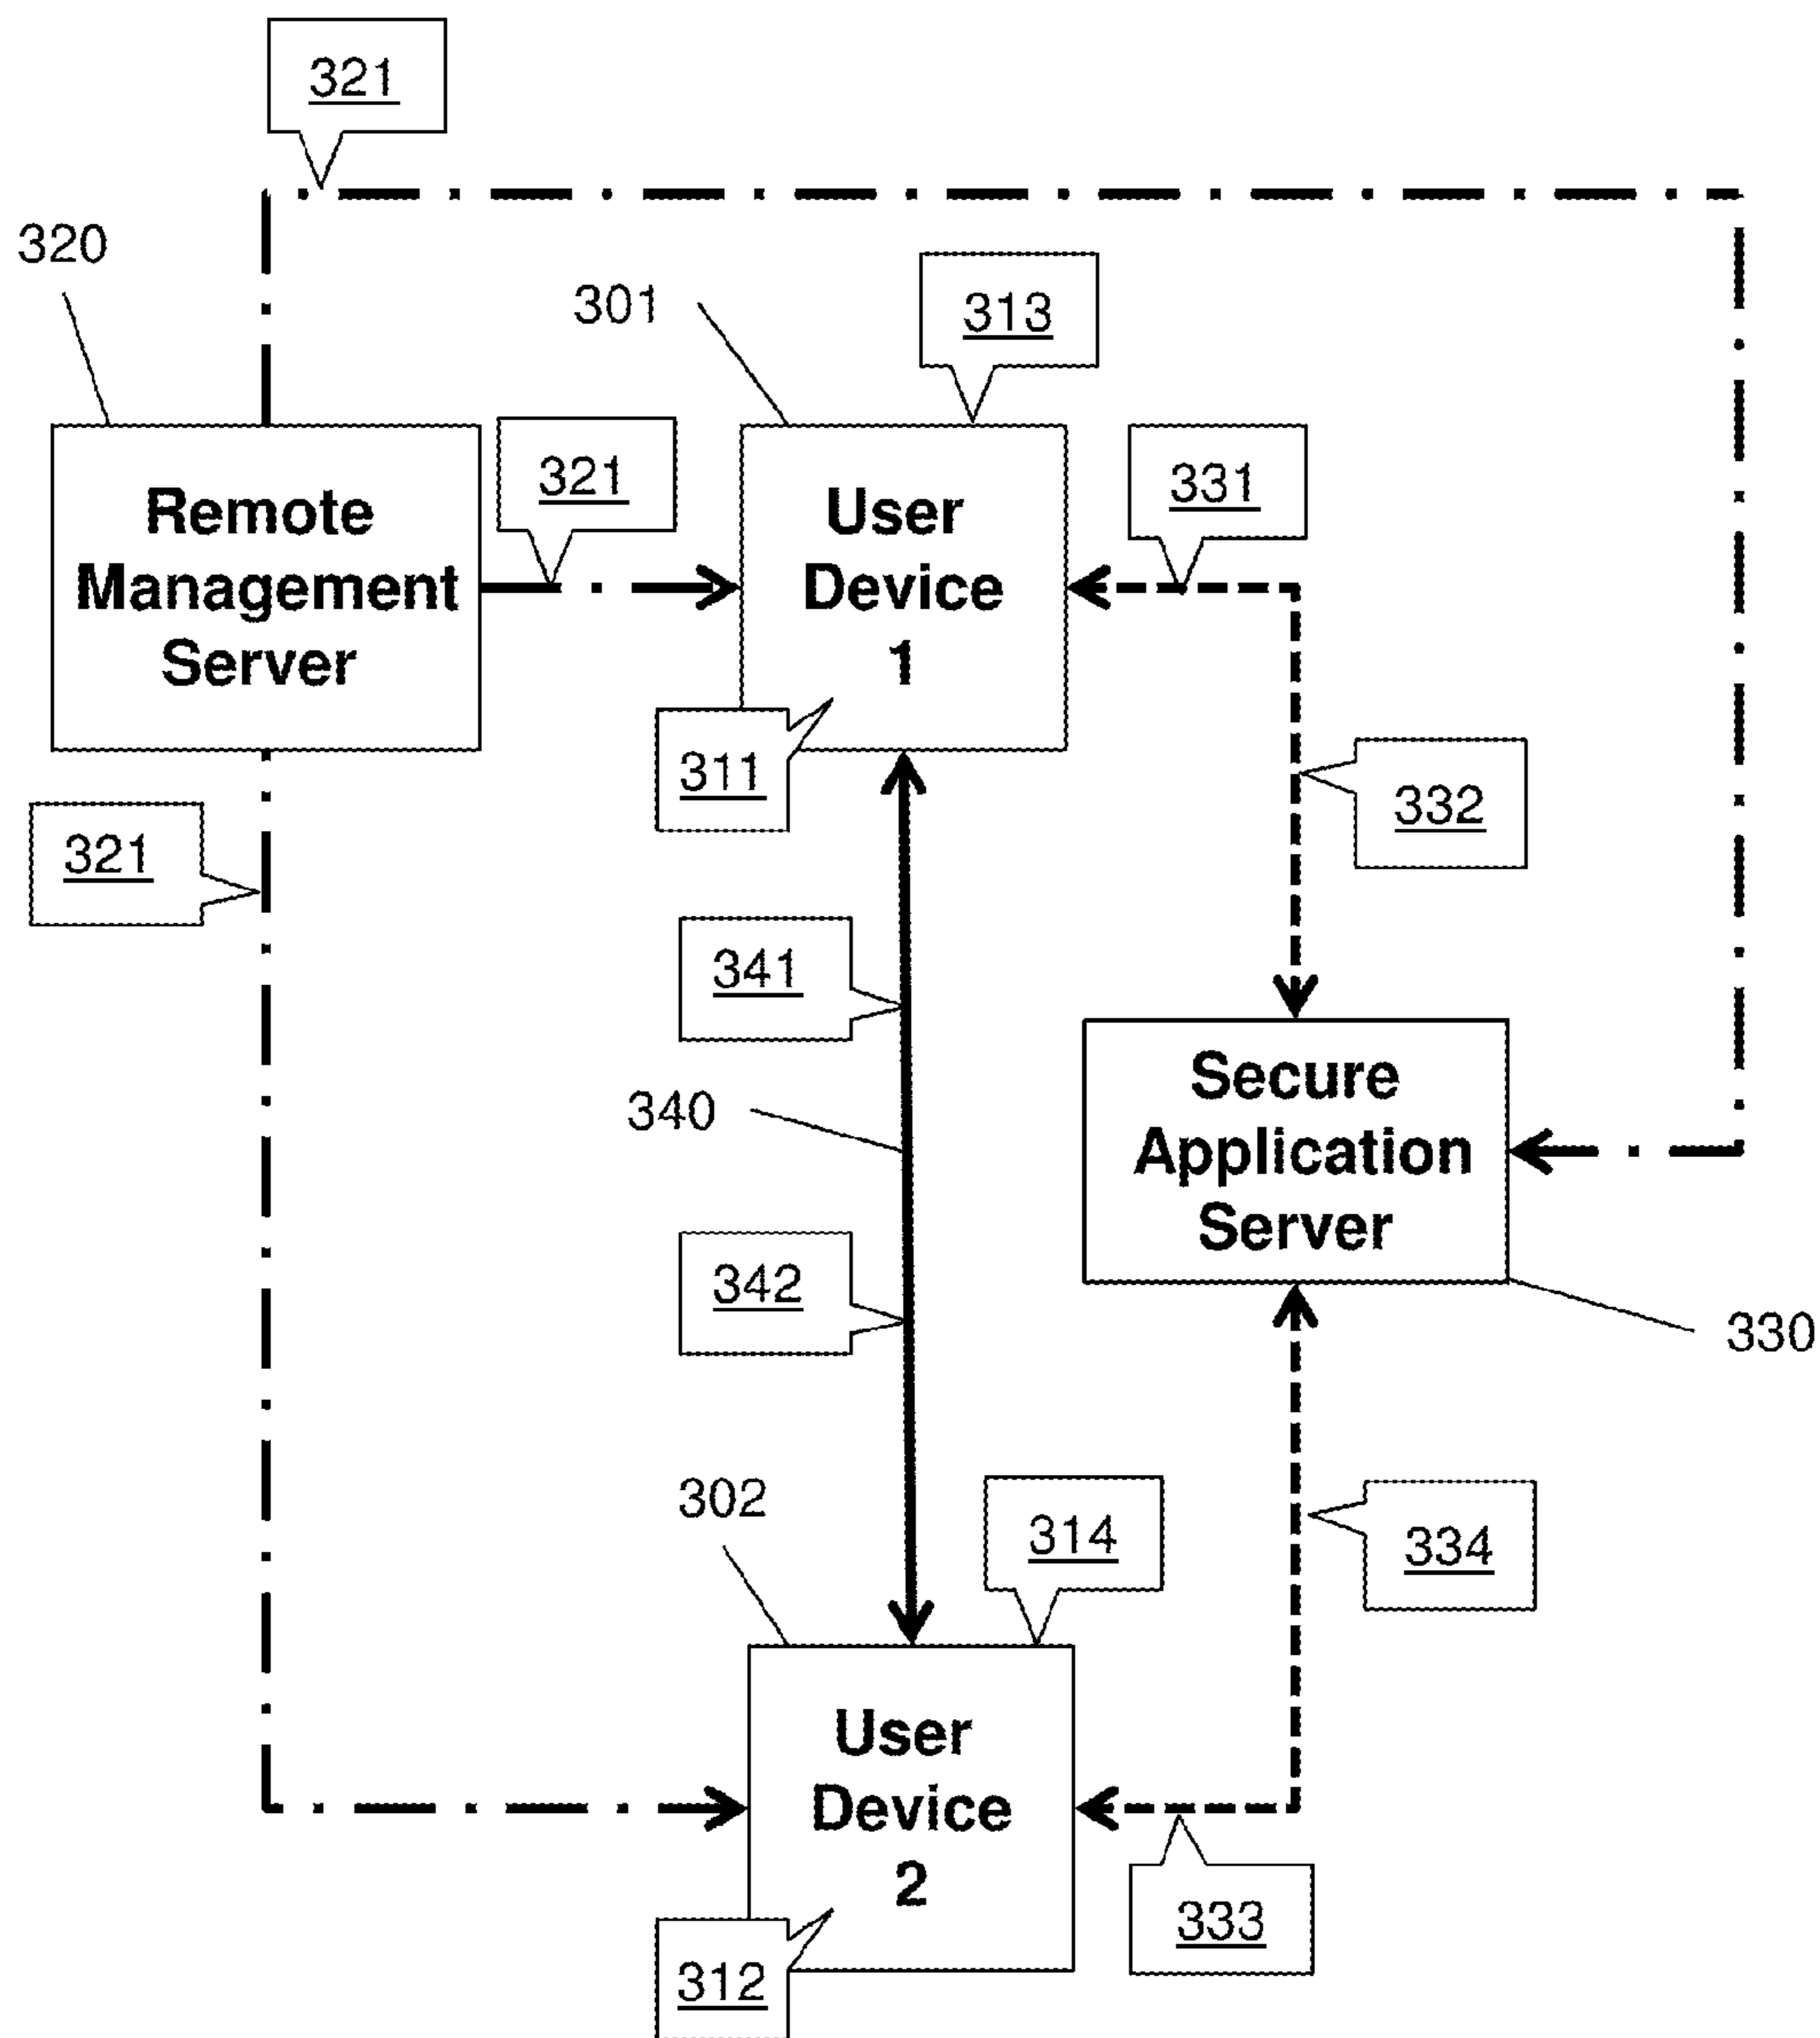 321
320
301
313
Remote
Management
Server
321
User
Device
1
331
311
332
321
341
340
Secure
Application
Server
342
330
302
314
334
User
Device
2
333
312